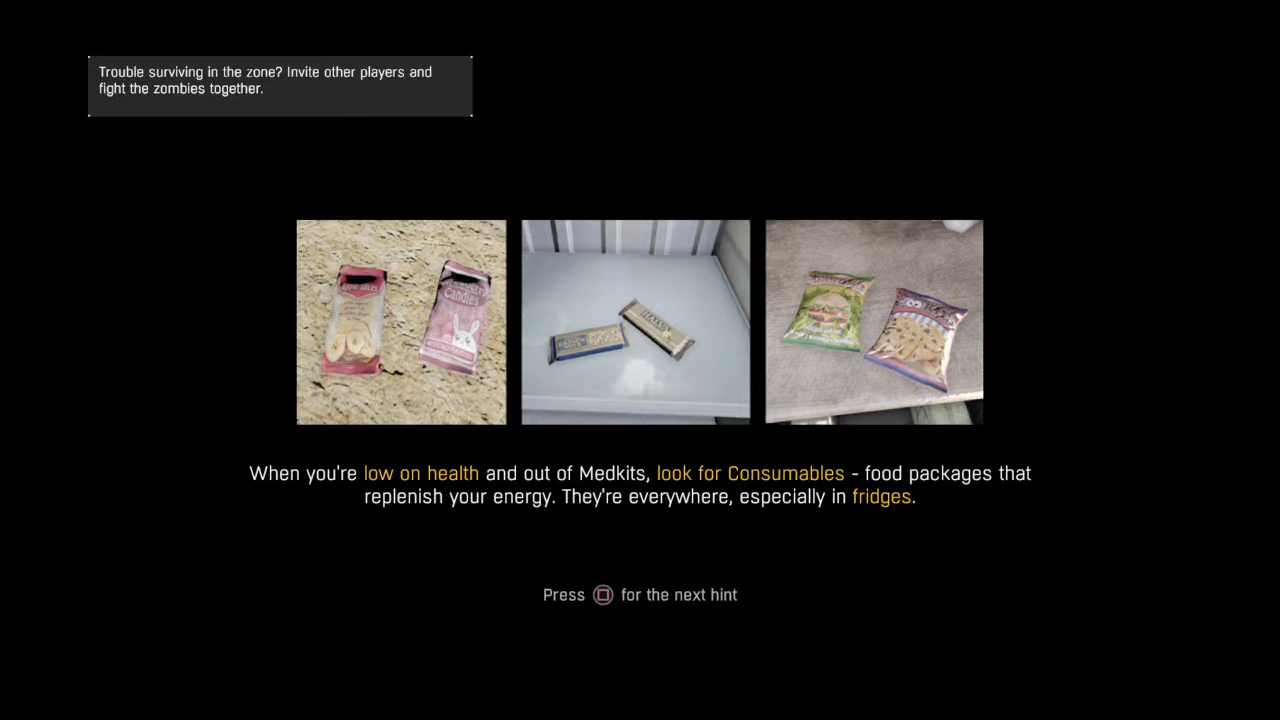 Trouble surviving in the zone? Invite other players and
fight the zombies together.
Candies
HALVA
When you're low on health and out of Medkits, look for Consumables - food packages that
replenish your energy. They're everywhere, especially in fridges.
Press for the next hint